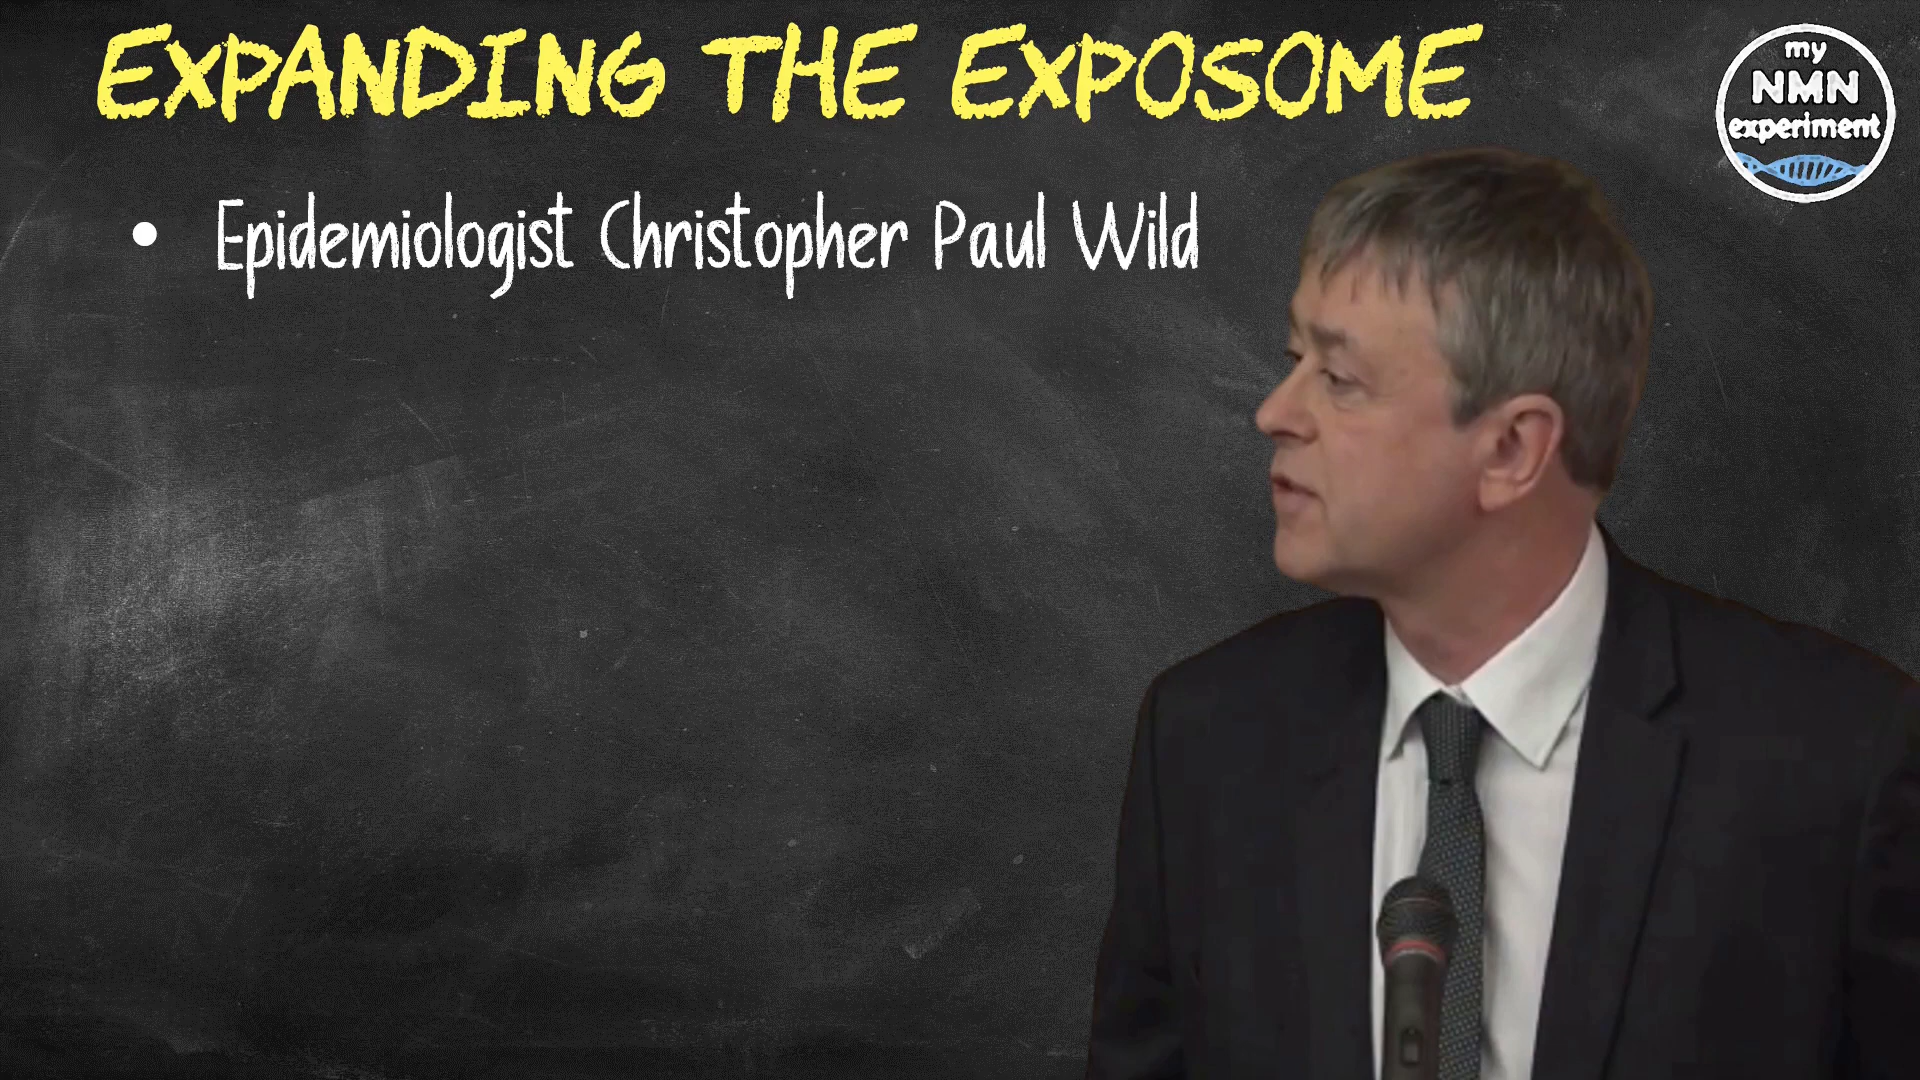 EXPANDING THE EXPOSOME
my
NMN
experiment
• Epidemiologist Christopher Paul Wild